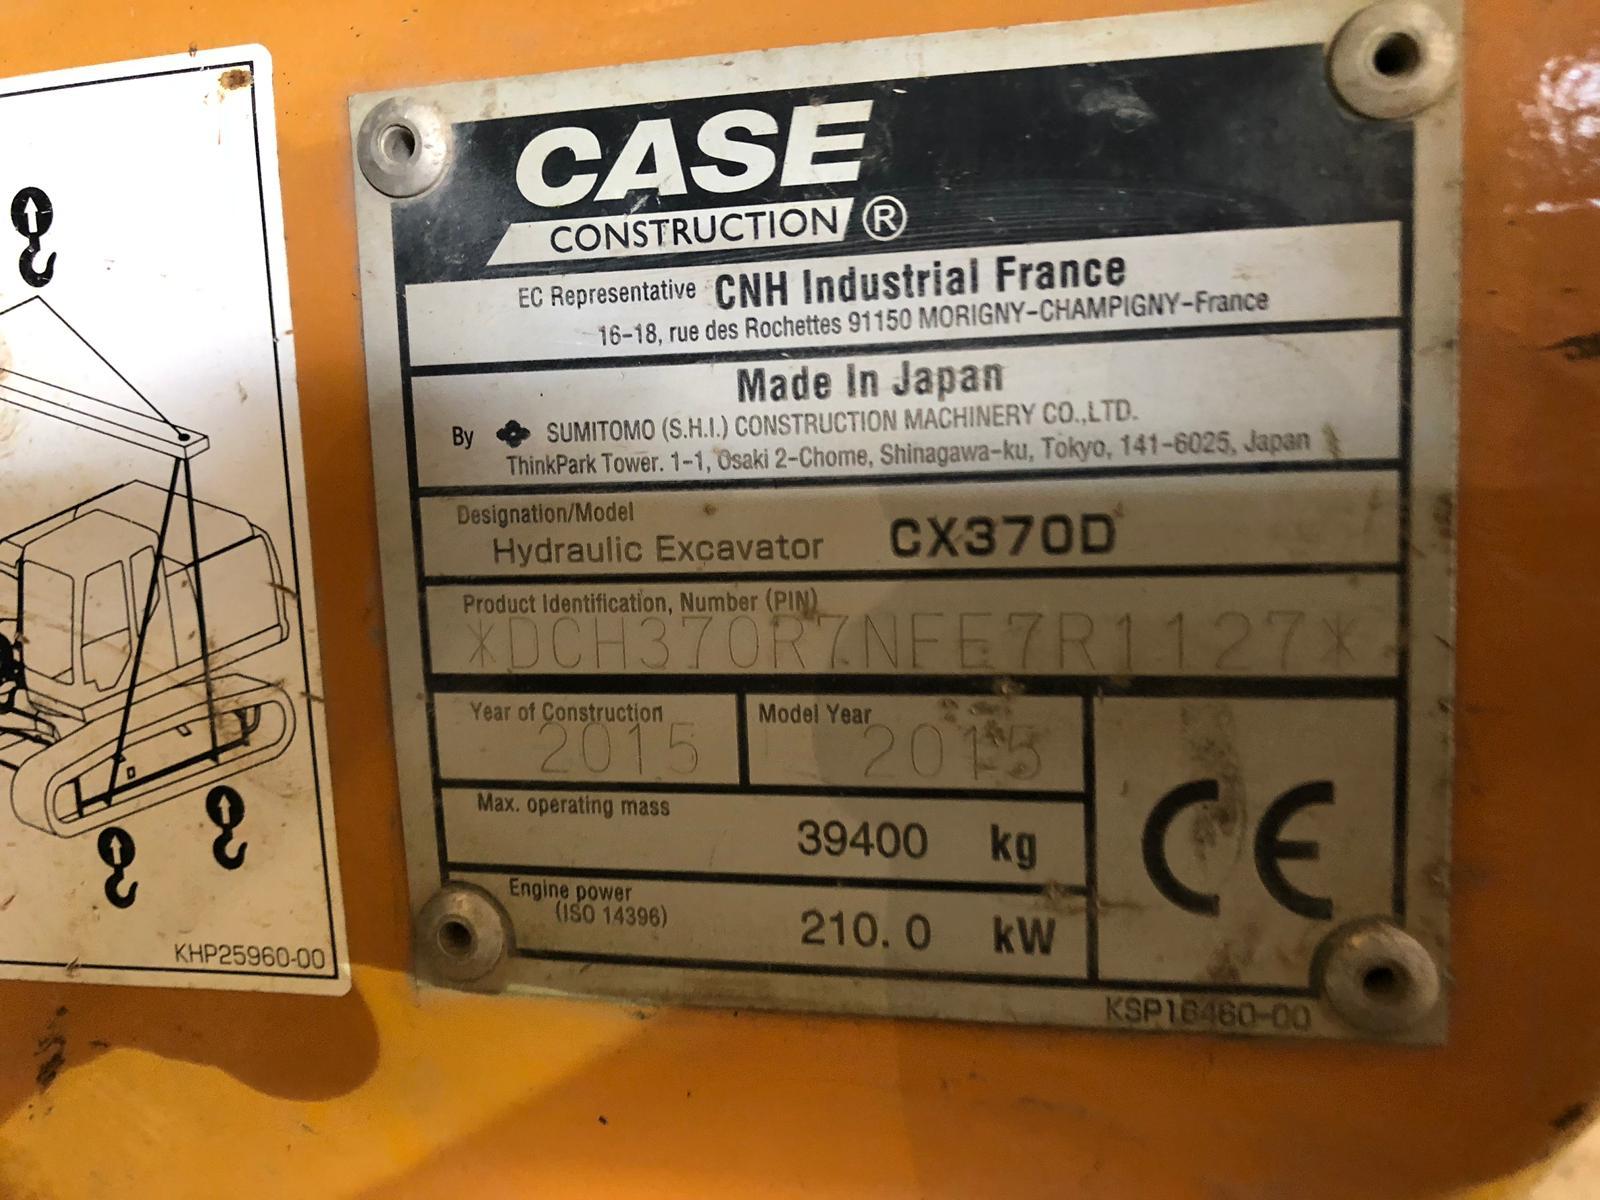 CASE
CONSTRUCTION ®
EC Representative CNH Industrial France
16-18, rue des Rochettes 91150 MORIGNY-CHAMPIGNY-France
Made In Japan
By SUMITOMO (S.H.I.) CONSTRUCTION MACHINERY CO.,LTD.
ThinkPark Tower. 1-1, Osaki 2-Chome, Shinagawa-ku, Tokyo, 141-6025, Japan
Designation/Model
Hydraulic Excavator CX370D
Product Identification, Number (PIN)
*DCH370R7NFE7R1127*
Year of Construction
2015
Model Year
2015
Max. operating mass
39400 kg
Engine power
(ISO 14396)
210.0 kW
CE
KSP16460-00
KHP25960-00